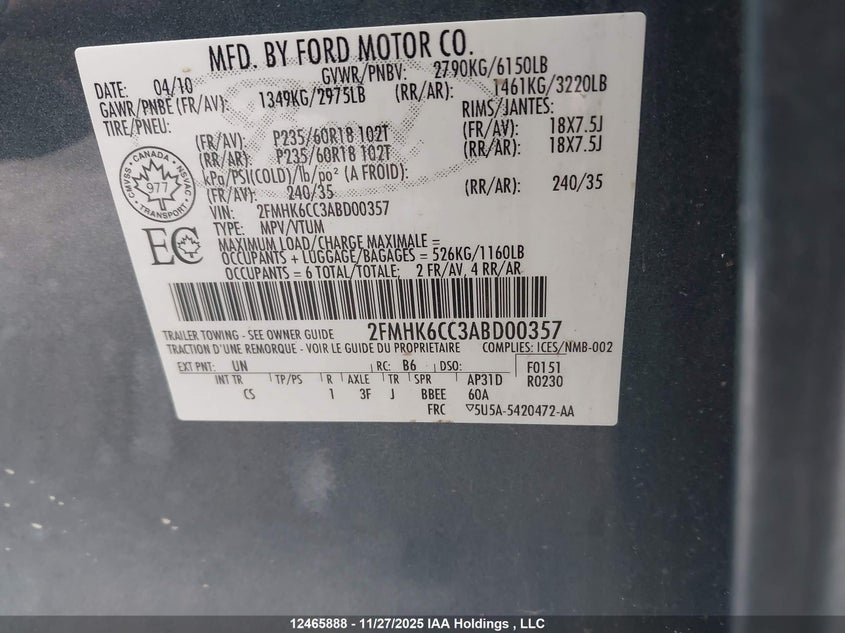 MFD. BY FORD MOTOR CO.
DATE: 04/10 GVWR/PNBV: 2790KG/6150LB
GAWR/PNBE (FR/AV): 1349KG/2975LB (RR/AR): 1461KG/3220LB
TIRE/PNEU: RIMS/JANTES:
(FR/AV): P235/60R18 102T (FR/AV): 18X7.5J
(RR/AR): P235/60R18 102T (RR/AR): 18X7.5J
kPa/PSI(COLD)/lb/po² (A FROID):
(FR/AV): 240/35 (RR/AR): 240/35
VIN: 2FMHK6CC3ABD00357
TYPE: MPV/VTUM
CMVSS • CANADA • NSVAC
977
TRANSPORT
EC
MAXIMUM LOAD/CHARGE MAXIMALE =
OCCUPANTS + LUGGAGE/BAGAGES = 526KG/1160LB
OCCUPANTS = 6 TOTAL/TOTALE; 2 FR/AV, 4 RR/AR
TRAILER TOWING - SEE OWNER GUIDE 2FMHK6CC3ABD00357
TRACTION D'UNE REMORQUE - VOIR LE GUIDE DU PROPRIETAIRE COMPLIES: ICES/NMB-002
EXT PNT: UN RC: B6 DSO: F0151
INT TR TP/PS R AXLE TR SPR AP31D R0230
CS 1 3F J BBEE 60A
FRC ▽5U5A-5420472-AA
12465888 - 11/27/2025 IAA Holdings , LLC